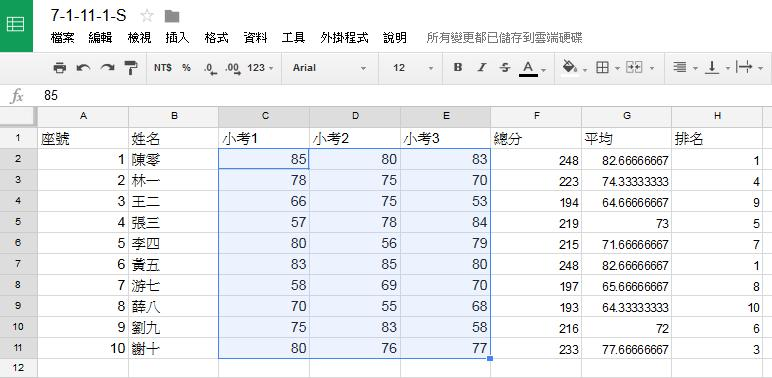 7-1-11-1-S
檔案 編輯 檢視 插入 格式 資料 工具 外掛程式 說明 所有變更都已儲存到雲端硬碟
NT$ % .0 .00 123 Arial 12 B I S A
fx 85
A B C D E F G H
1 座號 姓名 小考1 小考2 小考3 總分 平均 排名
2 1 陳零 85 80 83 248 82.66666667 1
3 2 林一 78 75 70 223 74.33333333 4
4 3 王二 66 75 53 194 64.66666667 9
5 4 張三 57 78 84 219 73 5
6 5 李四 80 56 79 215 71.66666667 7
7 6 黃五 83 85 80 248 82.66666667 1
8 7 游七 58 69 70 197 65.66666667 8
9 8 薛八 70 55 68 193 64.33333333 10
10 9 劉九 75 83 58 216 72 6
11 10 謝十 80 76 77 233 77.66666667 3
12